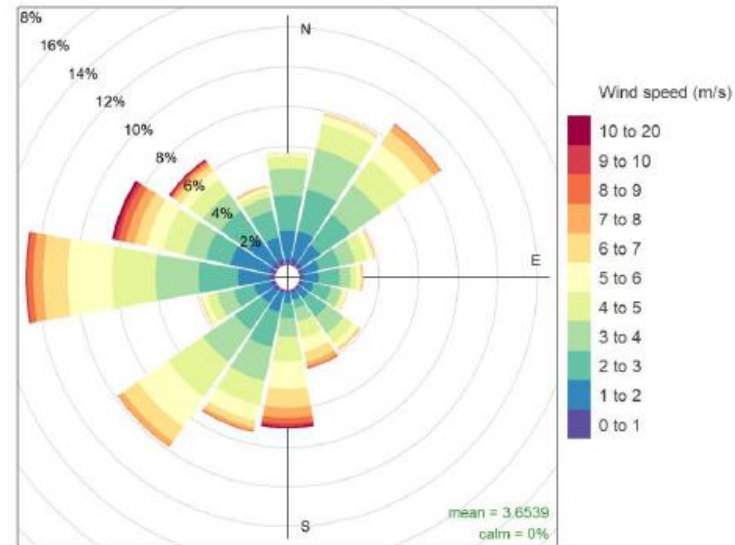 8%
16%
14%
12%
10%
8%
6%
4%
2%
N
E
S
mean = 3.6539
calm = 0%
Wind speed (m/s)
10 to 20
9 to 10
8 to 9
7 to 8
6 to 7
5 to 6
4 to 5
3 to 4
2 to 3
1 to 2
0 to 1